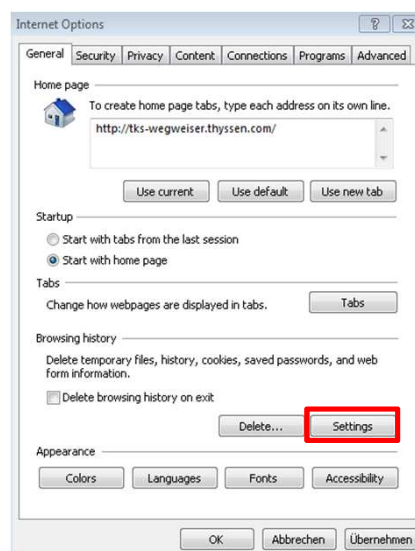 Internet Options
General Security Privacy Content Connections Programs Advanced
Home page
To create home page tabs, type each address on its own line.
http://tks-wegweiser.thyssen.com/
Use current Use default Use new tab
Startup
Start with tabs from the last session
Start with home page
Tabs
Change how webpages are displayed in tabs. Tabs
Browsing history
Delete temporary files, history, cookies, saved passwords, and web
form information.
Delete browsing history on exit
Delete... Settings
Appearance
Colors Languages Fonts Accessibility
OK Abbrechen Übernehmen